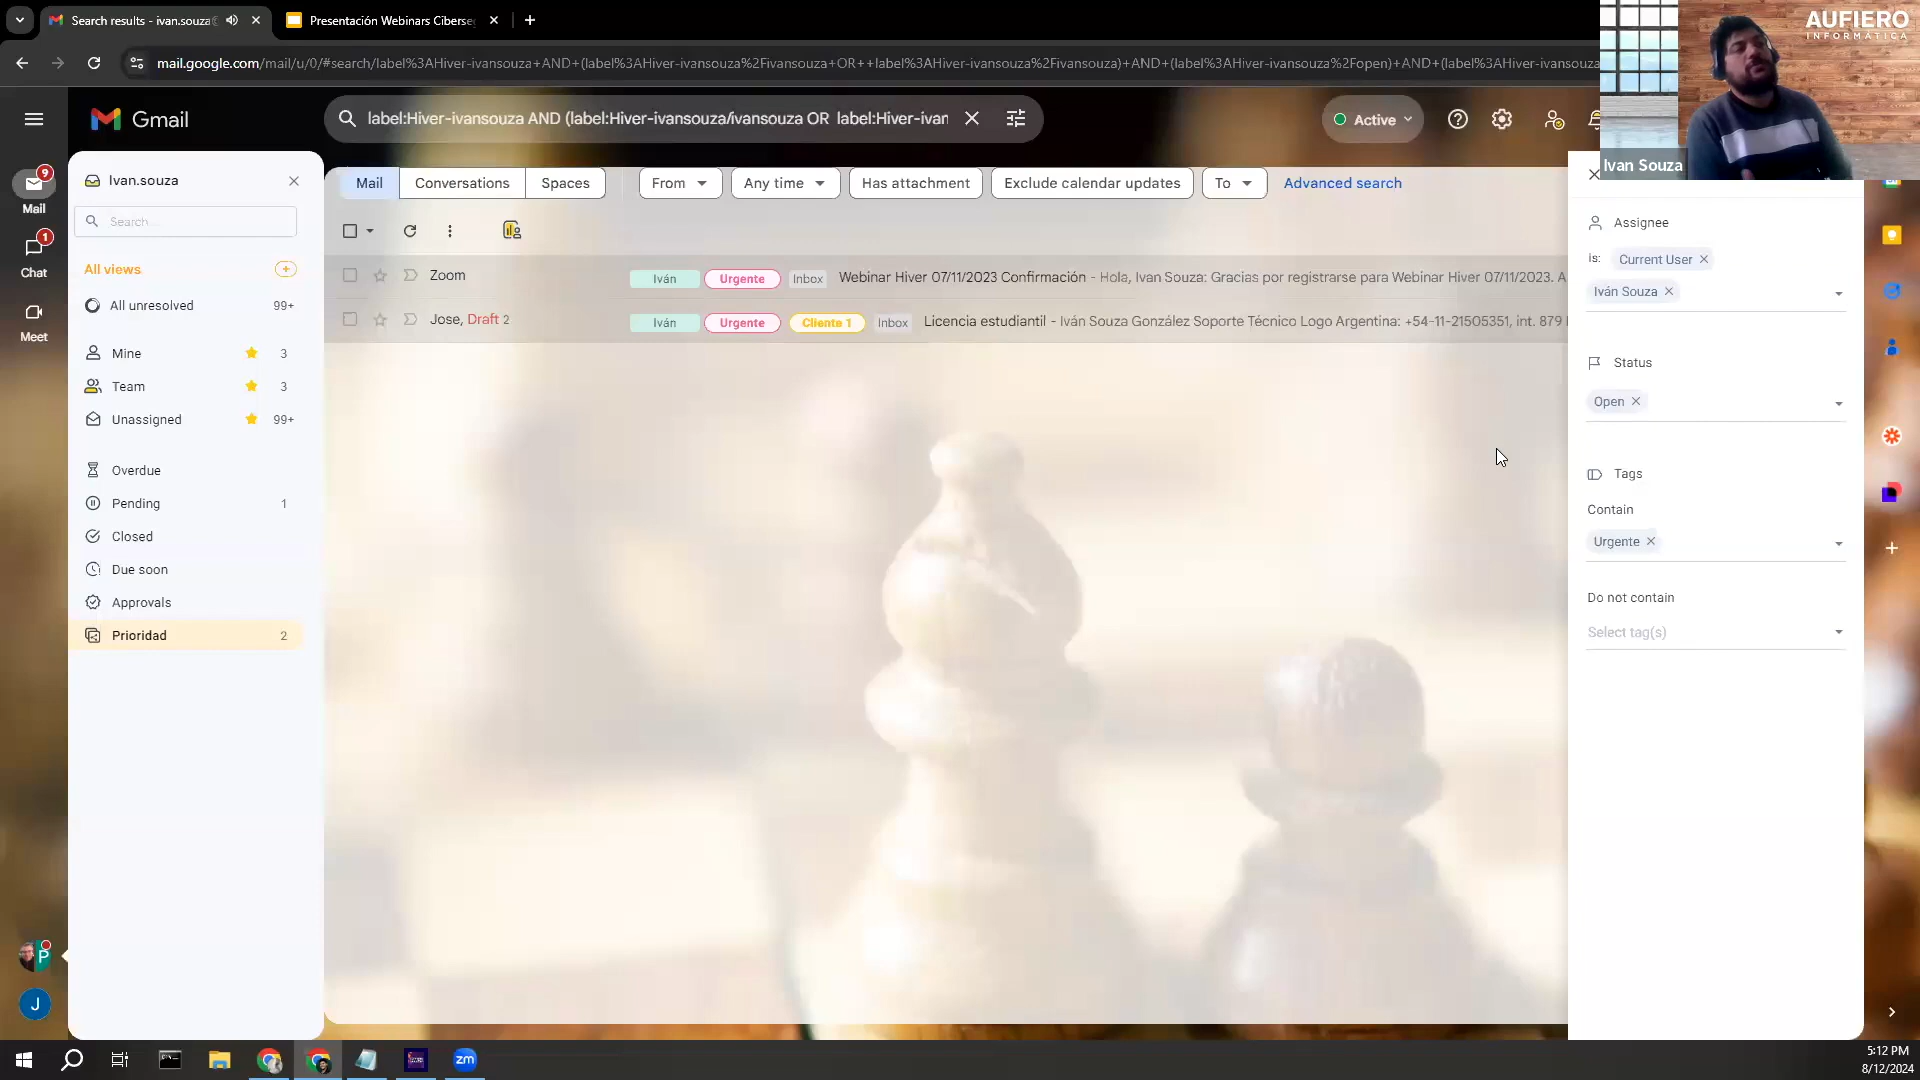 Search results - ivan.souza
Presentación Webinars Ciberse
mail.google.com/mail/u/0/#search/label%3AHiver-ivansouza+AND+(label%3AHiver-ivansouza%2Fivansouza+OR++label%3AHiver-ivansouza%2Fivansouza)+AND+(label%3AHiver-ivansouza%2Fopen)+AND+(label%3AHiver-ivansouza
AUFIERO
INFORMÁTICA
Ivan Souza
Gmail
label:Hiver-ivansouza AND (label:Hiver-ivansouza/ivansouza OR label:Hiver-ivan
Active
9
Mail
1
Chat
Meet
Ivan.souza
Search...
All views
All unresolved 99+
Mine 3
Team 3
Unassigned 99+
Overdue
Pending 1
Closed
Due soon
Approvals
Prioridad 2
Mail Conversations Spaces From Any time Has attachment Exclude calendar updates To Advanced search
Zoom Iván Urgente Inbox Webinar Hiver 07/11/2023 Confirmación - Hola, Ivan Souza: Gracias por registrarse para Webinar Hiver 07/11/2023. A
Jose, Draft 2 Iván Urgente Cliente 1 Inbox Licencia estudiantil - Iván Souza González Soporte Técnico Logo Argentina: +54-11-21505351, int. 879
Assignee
is: Current User
Iván Souza
Status
Open
Tags
Contain
Urgente
Do not contain
Select tag(s)
P
J
zm
5:12 PM
8/12/2024